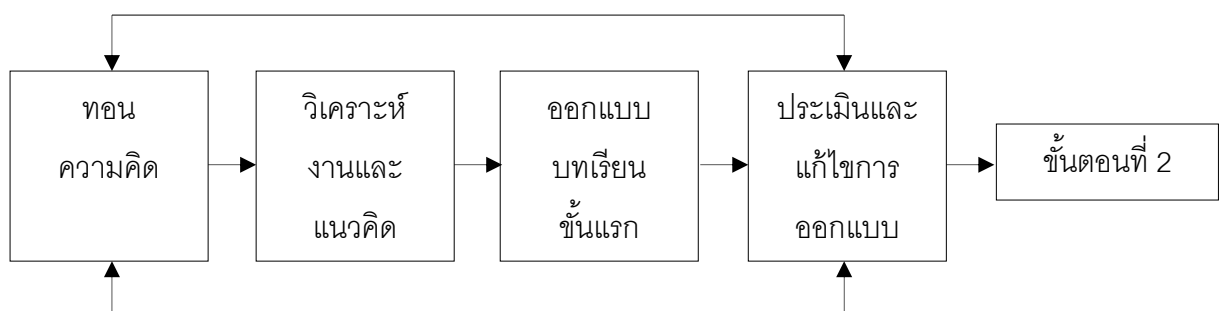 ทอน
ความคิด
วิเคราะห์
งานและ
แนวคิด
ออกแบบ
บทเรียน
ขั้นแรก
ประเมินและ
แก้ไขการ
ออกแบบ
ขั้นตอนที่ 2